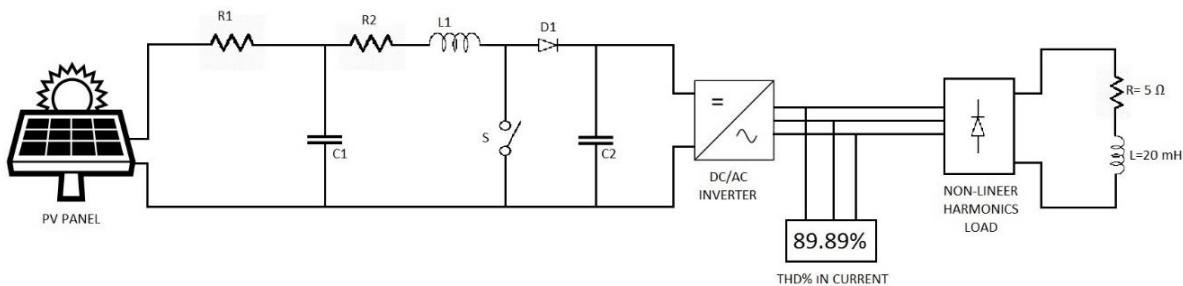 R1
R2
L1
D1
S
C1
C2
=
PV PANEL
DC/AC
INVERTER
89.89%
THD% iN CURRENT
NON-LINEER
HARMONICS
LOAD
R= 5 Ω
L=20 mH